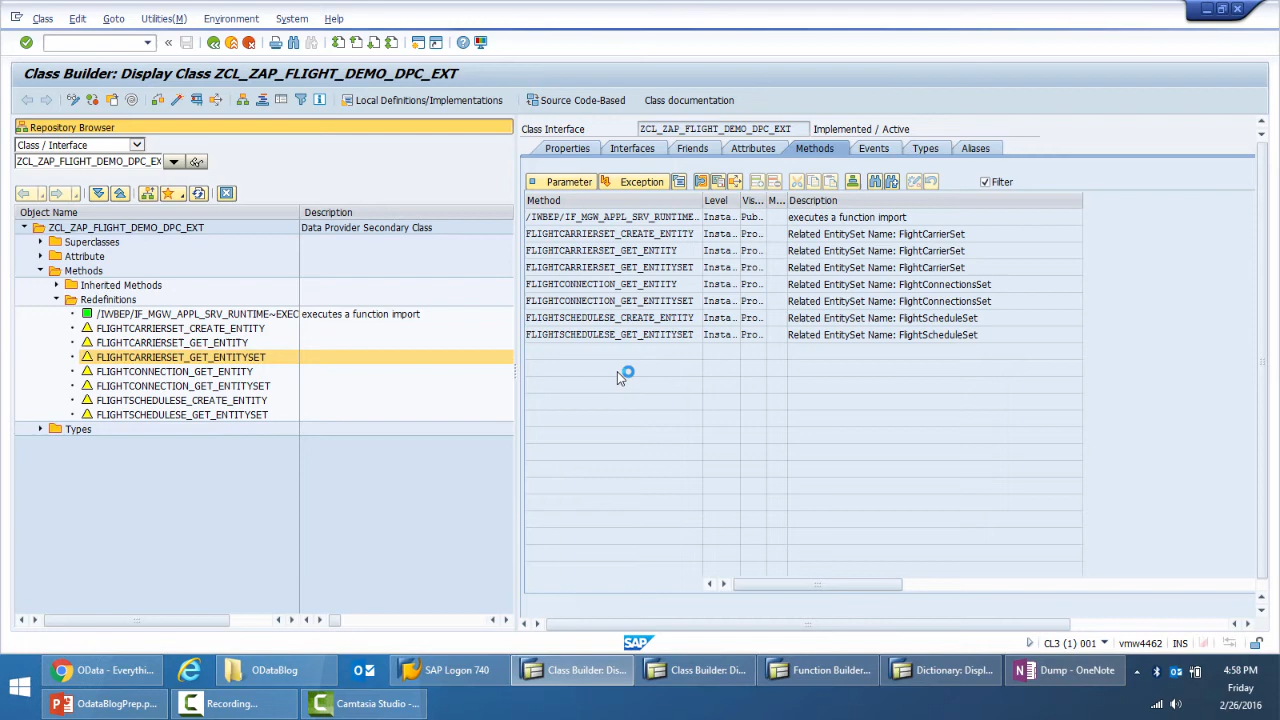 Class Edit Goto Utilities(M) Environment System Help
Class Builder: Display Class ZCL_ZAP_FLIGHT_DEMO_DPC_EXT
Local Definitions/Implementations Source Code-Based Class documentation
Repository Browser
Class / Interface
ZCL_ZAP_FLIGHT_DEMO_DPC_EX
Object Name Description
ZCL_ZAP_FLIGHT_DEMO_DPC_EXT Data Provider Secondary Class
Superclasses
Attribute
Methods
Inherited Methods
Redefinitions
/IWBEP/IF_MGW_APPL_SRV_RUNTIME~EXEC executes a function import
FLIGHTCARRIERSET_CREATE_ENTITY
FLIGHTCARRIERSET_GET_ENTITY
FLIGHTCARRIERSET_GET_ENTITYSET
FLIGHTCONNECTION_GET_ENTITY
FLIGHTCONNECTION_GET_ENTITYSET
FLIGHTSCHEDULESE_CREATE_ENTITY
FLIGHTSCHEDULESE_GET_ENTITYSET
Types
Class Interface ZCL_ZAP_FLIGHT_DEMO_DPC_EXT Implemented / Active
Properties Interfaces Friends Attributes Methods Events Types Aliases
Parameter Exception Filter
Method Level Vis... M... Description
/IWBEP/IF_MGW_APPL_SRV_RUNTIME.. Insta.. Pub.. executes a function import
FLIGHTCARRIERSET_CREATE_ENTITY Insta.. Pro.. Related EntitySet Name: FlightCarrierSet
FLIGHTCARRIERSET_GET_ENTITY Insta.. Pro.. Related EntitySet Name: FlightCarrierSet
FLIGHTCARRIERSET_GET_ENTITYSET Insta.. Pro.. Related EntitySet Name: FlightCarrierSet
FLIGHTCONNECTION_GET_ENTITY Insta.. Pro.. Related EntitySet Name: FlightConnectionsSet
FLIGHTCONNECTION_GET_ENTITYSET Insta.. Pro.. Related EntitySet Name: FlightConnectionsSet
FLIGHTSCHEDULESE_CREATE_ENTITY Insta.. Pro.. Related EntitySet Name: FlightScheduleSet
FLIGHTSCHEDULESE_GET_ENTITYSET Insta.. Pro.. Related EntitySet Name: FlightScheduleSet
SAP CL3 (1) 001 vmw4462 INS
OData - Everythi... ODataBlog SAP Logon 740 Class Builder: Dis... Class Builder: Di... Function Builder... Dictionary: Displ... Dump - OneNote 4:58 PM
Friday
OdataBlogPrep.p... Recording... Camtasia Studio -... 2/26/2016